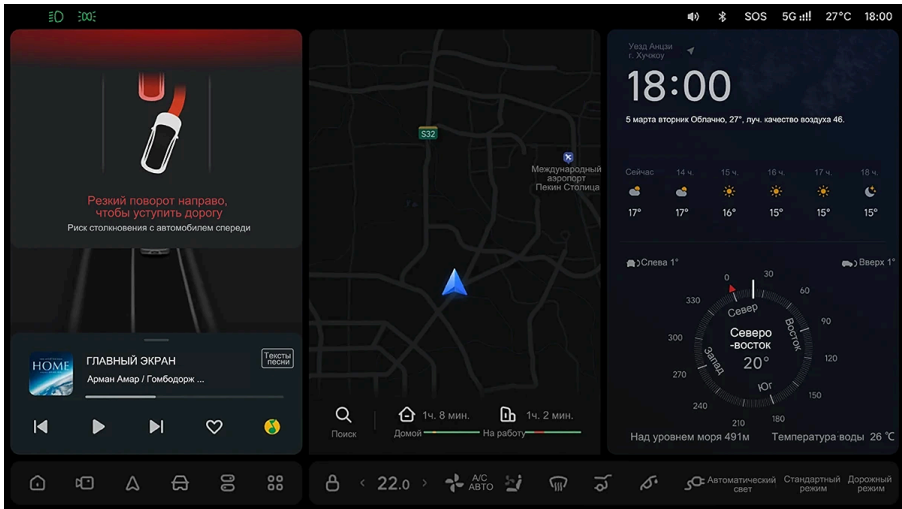 SOS
5G
27°C
18:00
Резкий поворот направо,
чтобы уступить дорогу
Риск столкновения с автомобилем спереди
HOME
ГЛАВНЫЙ ЭКРАН
Арман Амар / Гомбодорж ...
Тексты
песни
S32
Международный
аэропорт
Пекин Столица
Поиск
1ч. 8 мин.
Домой
1ч. 2 мин.
На работу
Уезд Анцзи
г. Хучжоу
18:00
5 марта вторник Облачно, 27°, луч. качество воздуха 46.
Сейчас 14 ч. 15 ч. 16 ч. 17 ч. 18 ч.
17° 17° 16° 15° 15° 15°
Слева 1°
Вверх 1°
0 30 60 90 120 150 180 210 240 270 300 330
Север
Восток
Юг
Запад
Северо
-восток
20°
Над уровнем моря 491м
Температура воды 26 °C
22.0
A/C
АВТО
Автоматический
свет
Стандартный
режим
Дорожный
режим